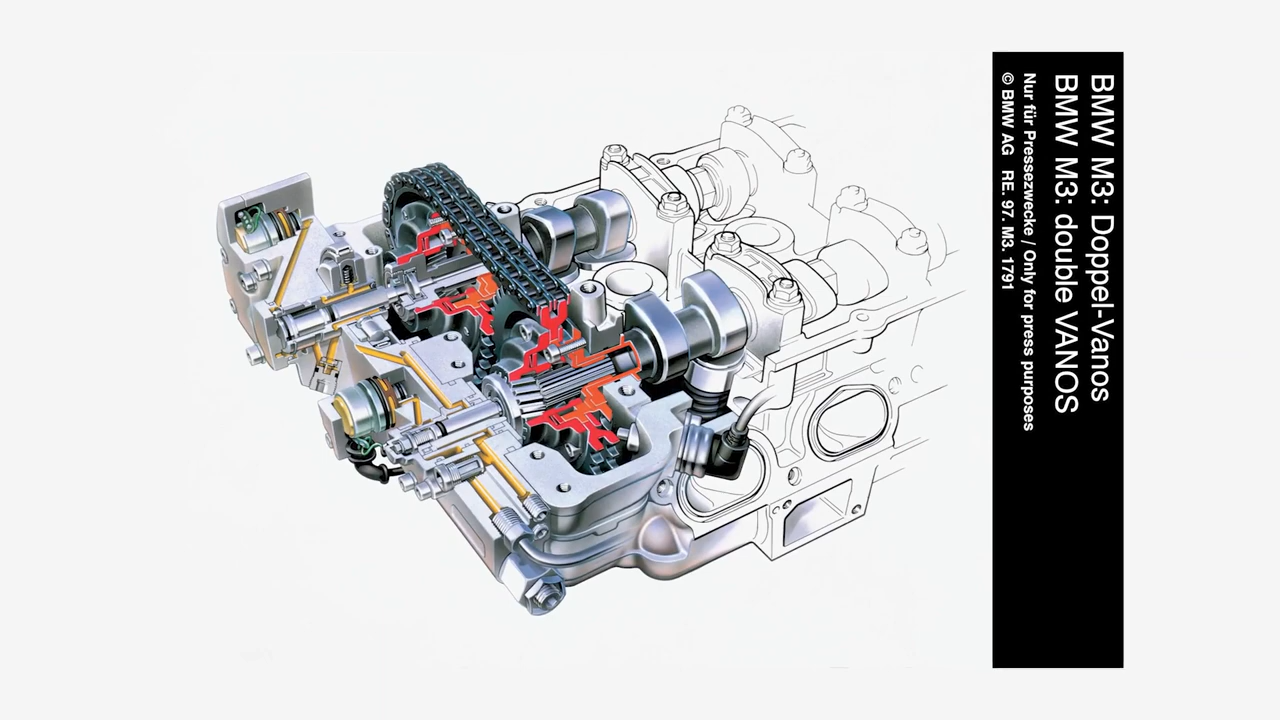 BMW M3: Doppel-Vanos
BMW M3: double VANOS
Nur für Pressezwecke / Only for press purposes
© BMW AG RE. 97. M3. 1791